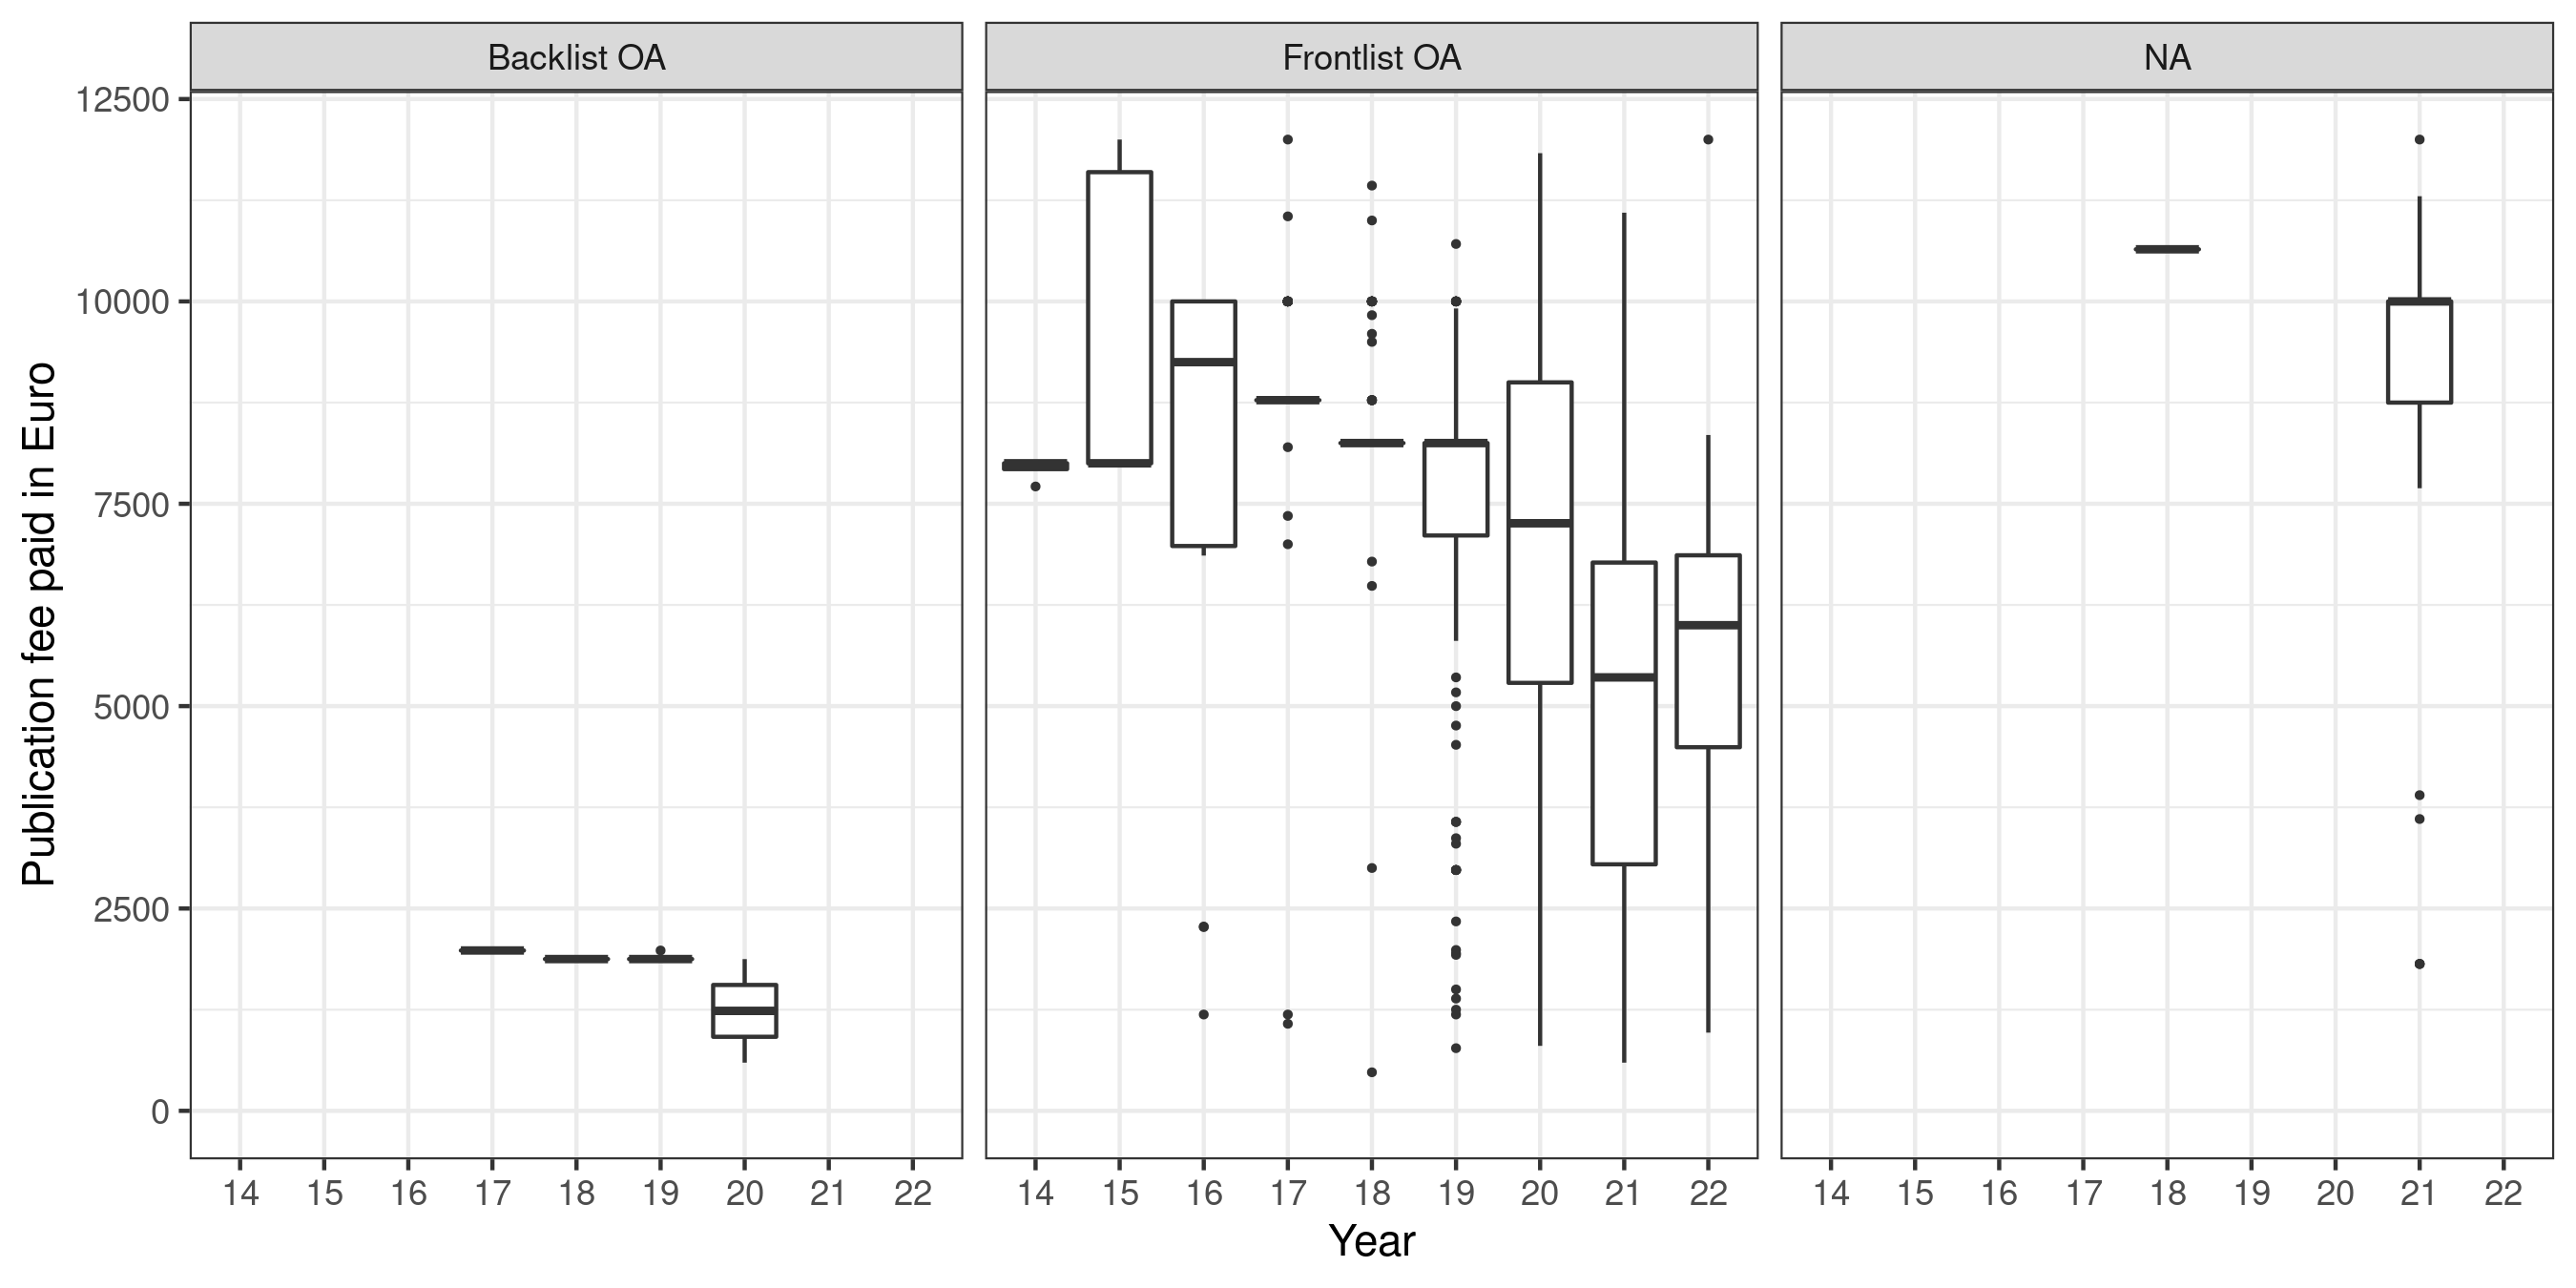 Backlist OA
Frontlist OA
NA
Publication fee paid in Euro
12500
10000
7500
5000
2500
0
14 15 16 17 18 19 20 21 22
14 15 16 17 18 19 20 21 22
14 15 16 17 18 19 20 21 22
Year